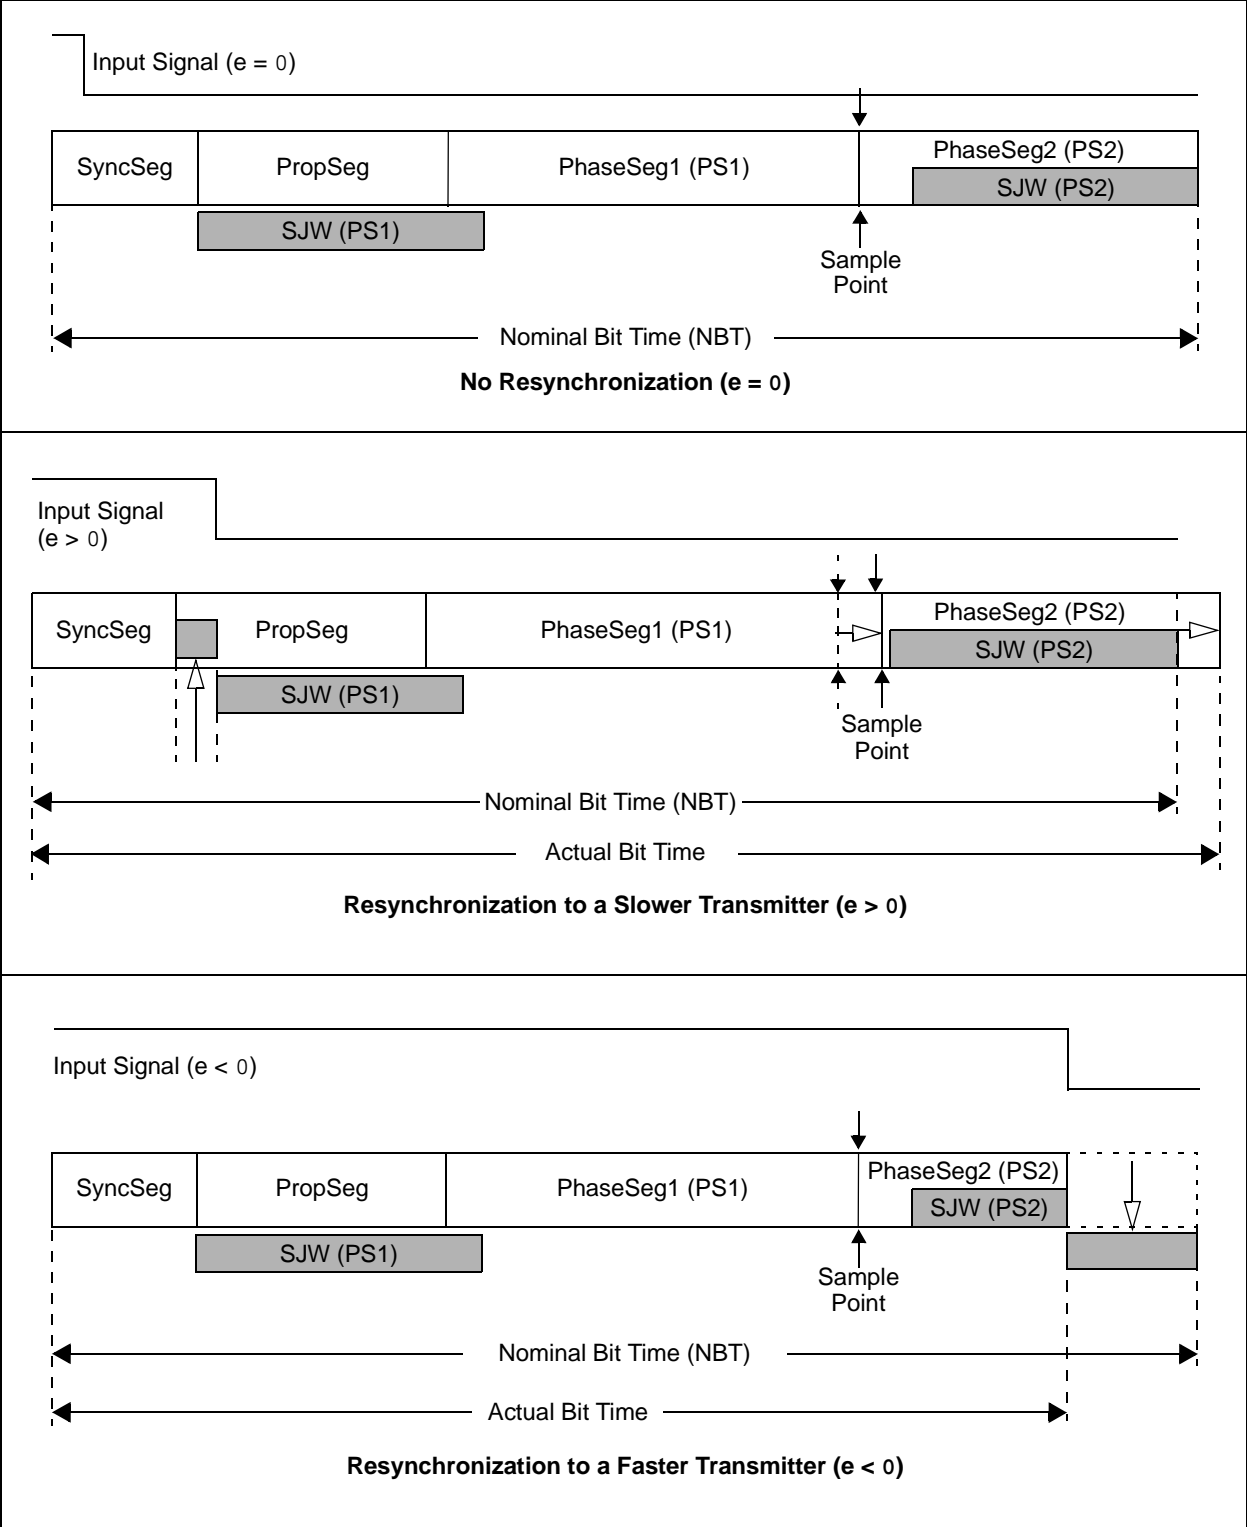 Input Signal (e = 0)
SyncSeg
PropSeg
PhaseSeg1 (PS1)
PhaseSeg2 (PS2)
SJW (PS2)
SJW (PS1)
Sample
Point
Nominal Bit Time (NBT)
No Resynchronization (e = 0)
Input Signal
(e > 0)
SyncSeg
PropSeg
PhaseSeg1 (PS1)
PhaseSeg2 (PS2)
SJW (PS2)
SJW (PS1)
Sample
Point
Nominal Bit Time (NBT)
Actual Bit Time
Resynchronization to a Slower Transmitter (e > 0)
Input Signal (e < 0)
SyncSeg
PropSeg
PhaseSeg1 (PS1)
PhaseSeg2 (PS2)
SJW (PS2)
SJW (PS1)
Sample
Point
Nominal Bit Time (NBT)
Actual Bit Time
Resynchronization to a Faster Transmitter (e < 0)